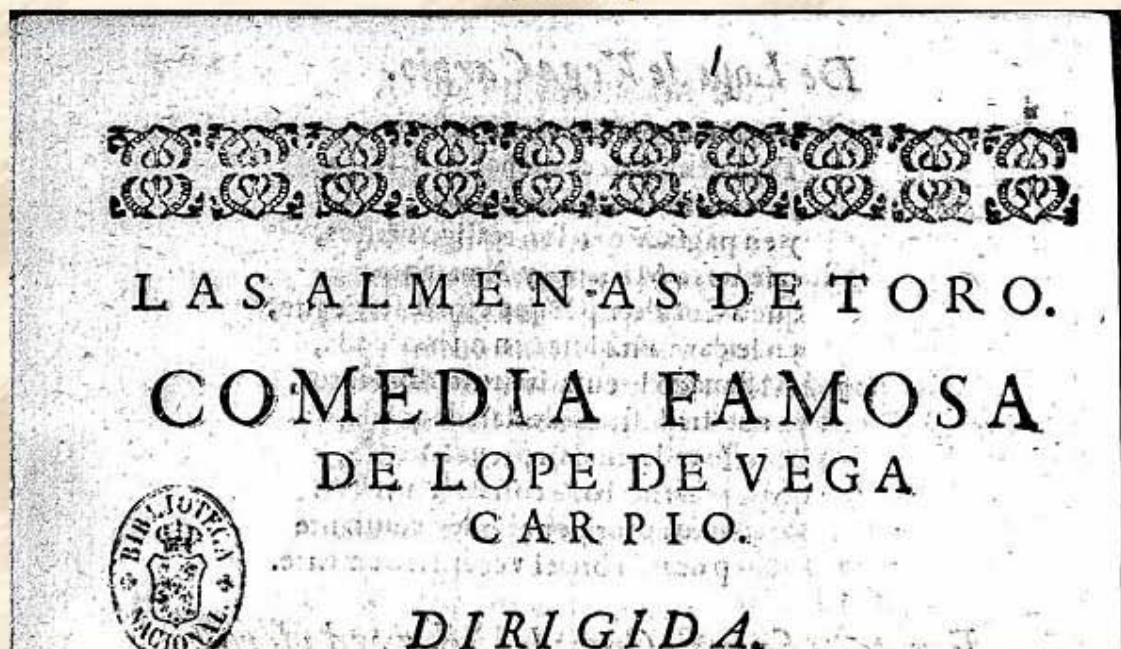 LAS ALMENAS DE TORO.
COMEDIA FAMOSA
DE LOPE DE VEGA
CARPIO.
BIBLIOTECA
NACIONAL.
DIRIGIDA.